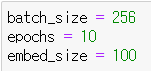 batch_size = 256
epochs = 10
embed_size = 100